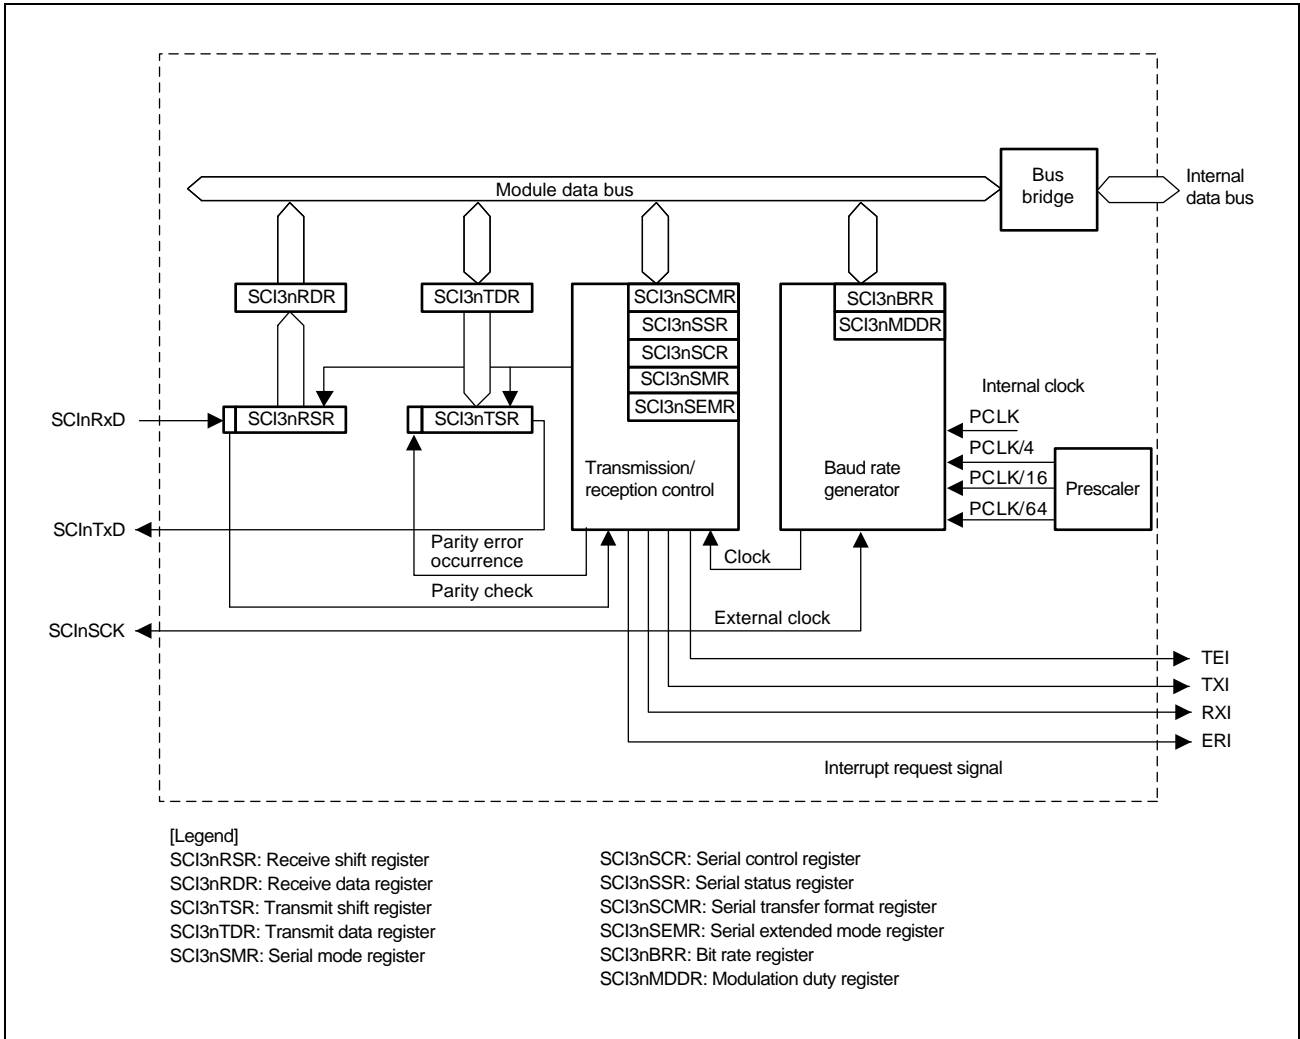 Module data bus
Bus
bridge
Internal
data bus
SCI3nRDR
SCI3nTDR
SCI3nSCMR
SCI3nSSR
SCI3nSCR
SCI3nSMR
SCI3nSEMR
SCI3nBRR
SCI3nMDDR
SCInRxD
SCI3nRSR
SCI3nTSR
Internal clock
PCLK
PCLK/4
PCLK/16
PCLK/64
Prescaler
Transmission/
reception control
Baud rate
generator
SCInTxD
Parity error
occurrence
Clock
Parity check
SCInSCK
External clock
TEI
TXI
RXI
ERI
Interrupt request signal
[Legend]
SCI3nRSR: Receive shift register
SCI3nRDR: Receive data register
SCI3nTSR: Transmit shift register
SCI3nTDR: Transmit data register
SCI3nSMR: Serial mode register
SCI3nSCR: Serial control register
SCI3nSSR: Serial status register
SCI3nSCMR: Serial transfer format register
SCI3nSEMR: Serial extended mode register
SCI3nBRR: Bit rate register
SCI3nMDDR: Modulation duty register